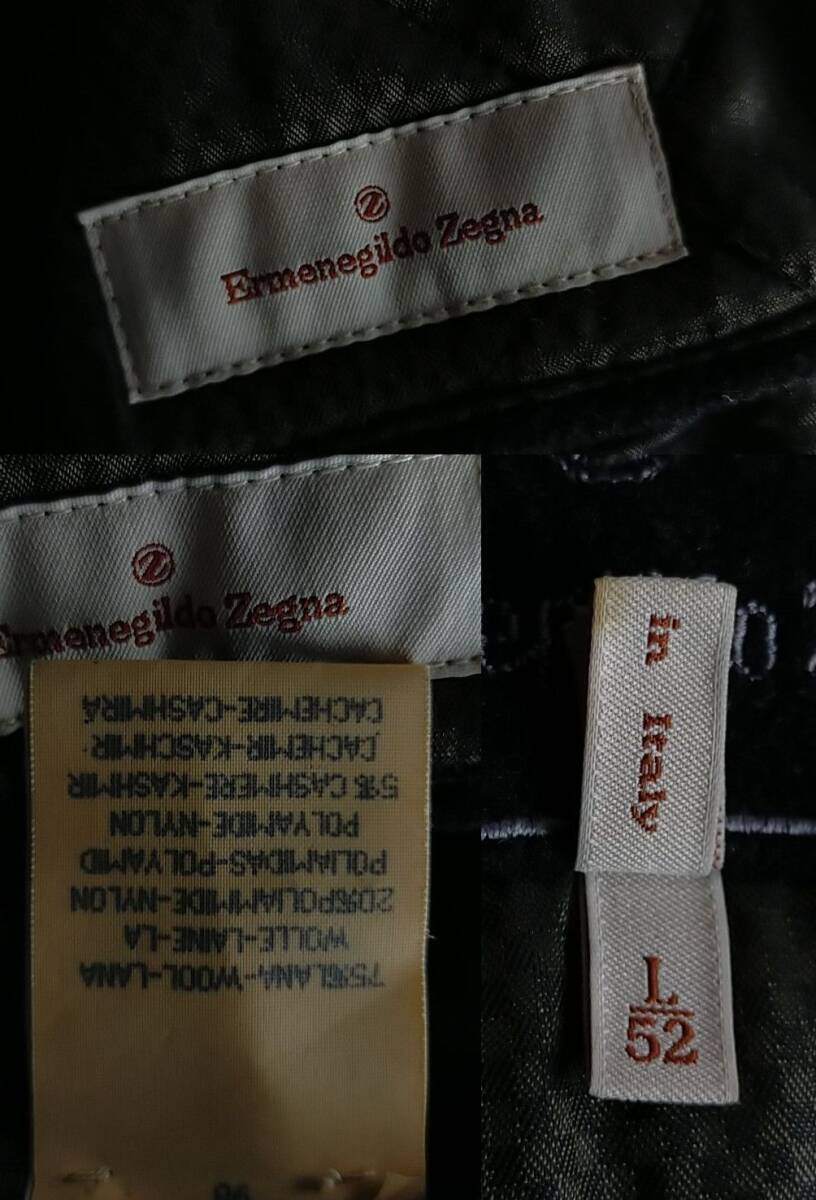 Z
Ermenegildo Zegna
Z
Ermenegildo Zegna
75%LANA-WOOL-LANA
WOLLE-LAINE-LA
20%POLIAMMIDE-NYLON
POLIAMIDAS-POLYAMID
POLYAMIDE-NYLON
5% CASHMERE-KASHMIR
CACHEMIR-KASCHMIR
CACHEMIRE-CASHMIRA
in Italy
L
52